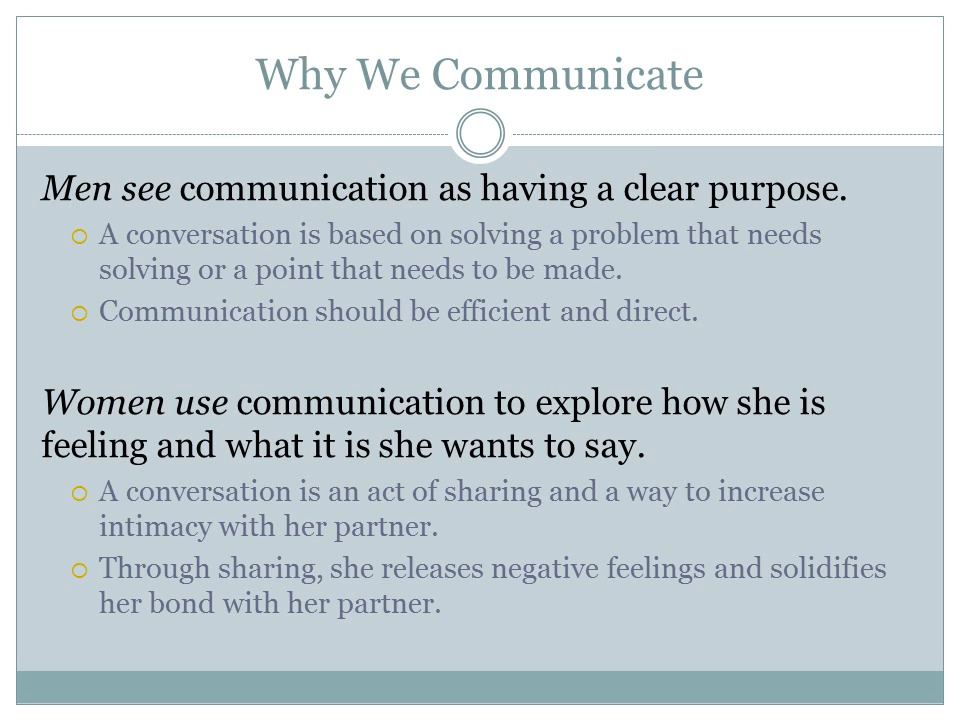 Why We Communicate
Men see communication as having a clear purpose.
A conversation is based on solving a problem that needs
solving or a point that needs to be made.
Communication should be efficient and direct.
Women use communication to explore how she is
feeling and what it is she wants to say.
A conversation is an act of sharing and a way to increase
intimacy with her partner.
Through sharing, she releases negative feelings and solidifies
her bond with her partner.